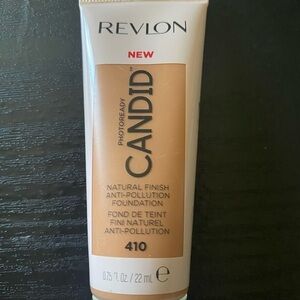 REVLON
NEW
PHOTOREADY
CANDID™
NATURAL FINISH
ANTI-POLLUTION
FOUNDATION
FOND DE TEINT
FINI NATUREL
ANTI-POLLUTION
410
0.75 fl. Oz. / 22 mL ℮